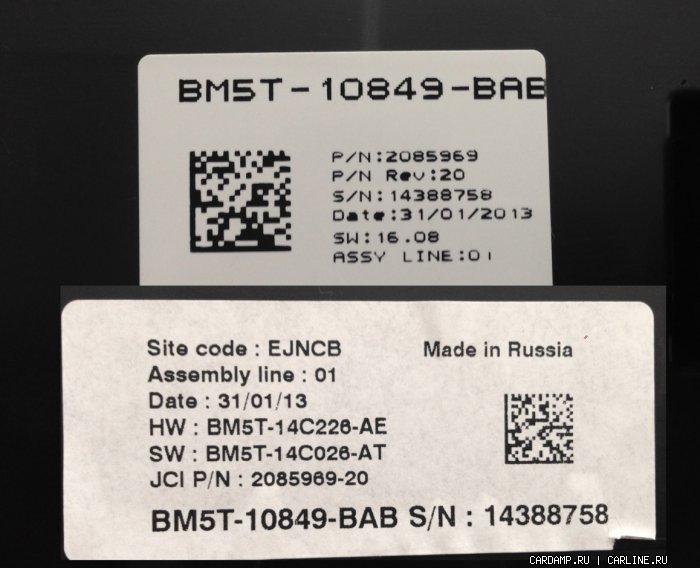 BM5T-10849-BAB
P/N:2085969
P/N Rev:20
S/N:14388758
Date:31/01/2013
SW:16.08
ASSY LINE:01
Site code : EJNCB
Made in Russia
Assembly line : 01
Date : 31/01/13
HW : BM5T-14C226-AE
SW : BM5T-14C026-AT
JCI P/N : 2085969-20
BM5T-10849-BAB S/N : 14388758
CARDAMP.RU | CARLINE.RU